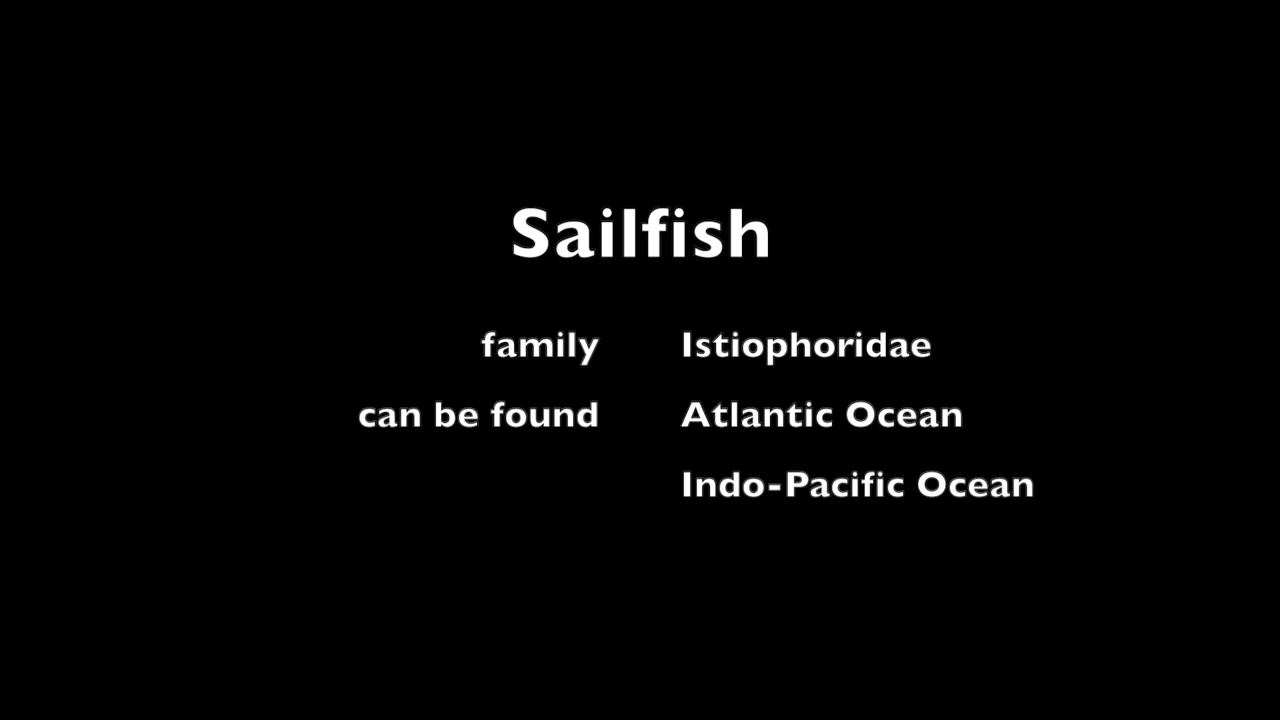 Sailfish
family Istiophoridae
can be found Atlantic Ocean
Indo-Pacific Ocean